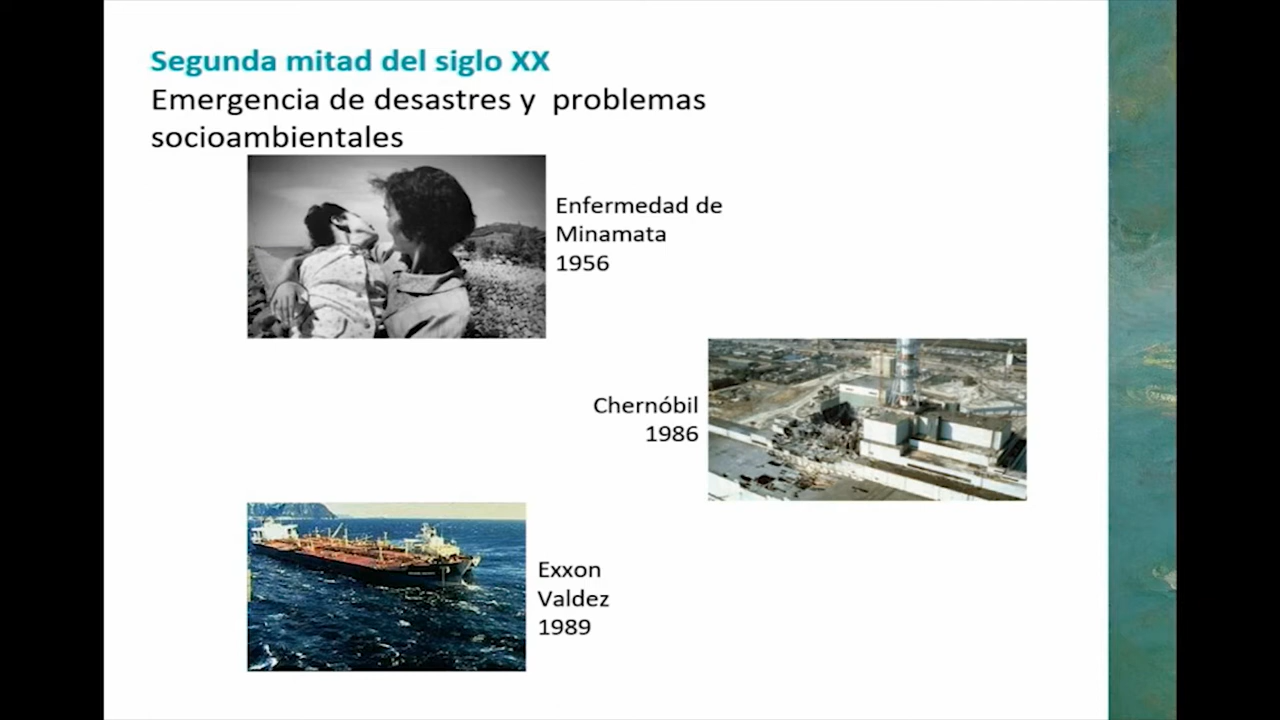 Segunda mitad del siglo XX
Emergencia de desastres y problemas
socioambientales
Enfermedad de
Minamata
1956
Chernóbil
1986
Exxon
Valdez
1989